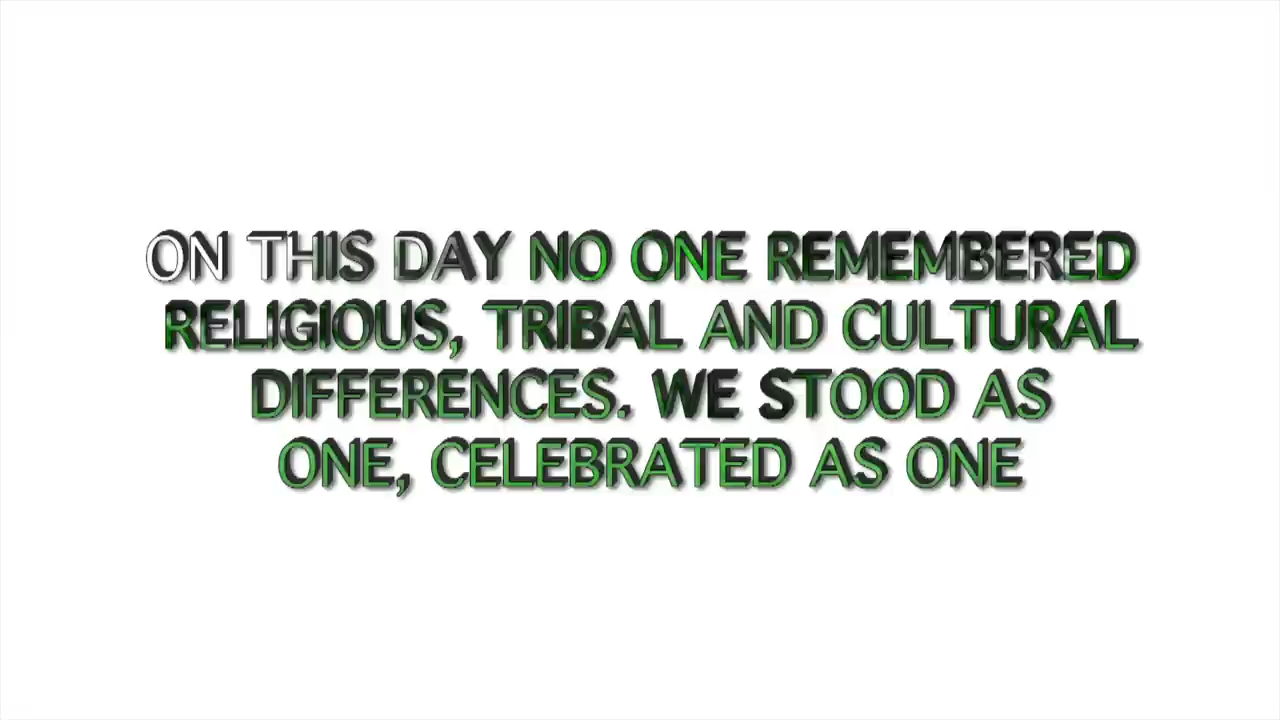 ON THIS DAY NO ONE REMEMBERED
RELIGIOUS, TRIBAL AND CULTURAL
DIFFERENCES. WE STOOD AS
ONE, CELEBRATED AS ONE